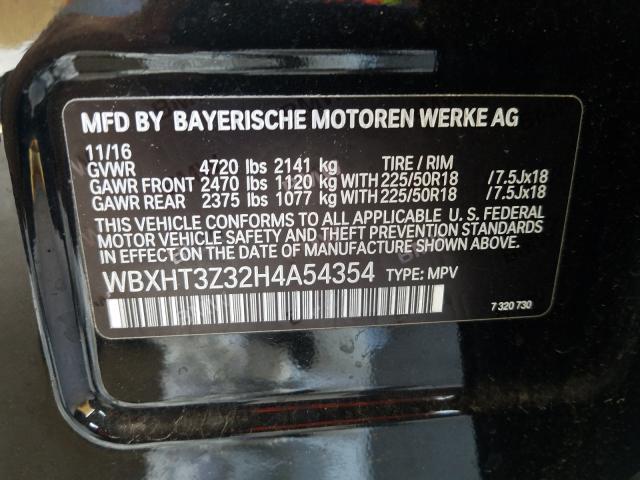 MFD BY BAYERISCHE MOTOREN WERKE AG
11/16
GVWR 4720 lbs 2141 kg TIRE / RIM
GAWR FRONT 2470 lbs 1120 kg WITH 225/50R18 /7.5Jx18
GAWR REAR 2375 lbs 1077 kg WITH 225/50R18 /7.5Jx18
THIS VEHICLE CONFORMS TO ALL APPLICABLE U. S. FEDERAL
MOTOR VEHICLE SAFETY AND THEFT PREVENTION STANDARDS
IN EFFECT ON THE DATE OF MANUFACTURE SHOWN ABOVE.
WBXHT3Z32H4A54354 TYPE: MPV
7 320 730